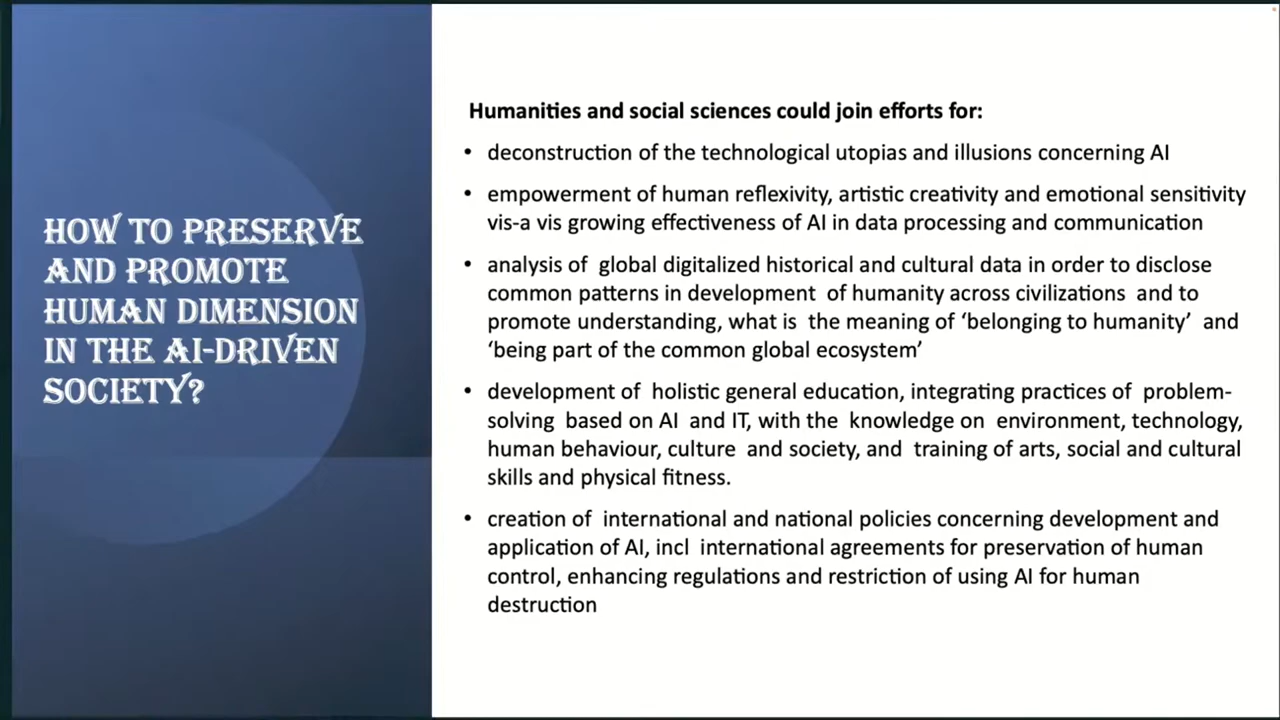 HOW TO PRESERVE
AND PROMOTE
HUMAN DIMENSION
IN THE AI-DRIVEN
SOCIETY?
Humanities and social sciences could join efforts for:
• deconstruction of the technological utopias and illusions concerning AI
• empowerment of human reflexivity, artistic creativity and emotional sensitivity
vis-a vis growing effectiveness of AI in data processing and communication
• analysis of global digitalized historical and cultural data in order to disclose
common patterns in development of humanity across civilizations and to
promote understanding, what is the meaning of ‘belonging to humanity’ and
‘being part of the common global ecosystem’
• development of holistic general education, integrating practices of problem-
solving based on AI and IT, with the knowledge on environment, technology,
human behaviour, culture and society, and training of arts, social and cultural
skills and physical fitness.
• creation of international and national policies concerning development and
application of AI, incl international agreements for preservation of human
control, enhancing regulations and restriction of using AI for human
destruction